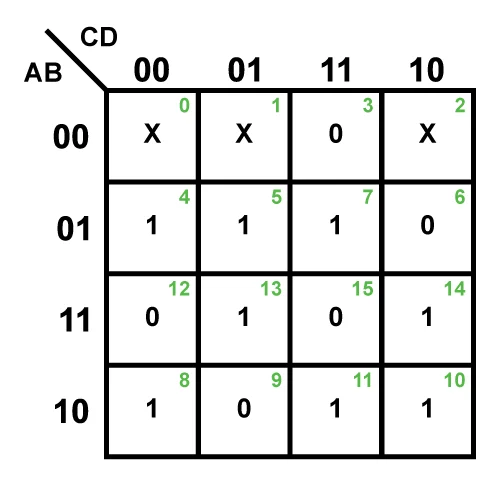 CD
AB
00 01 11 10
0 1 3 2
00 X X 0 X
4 5 7 6
01 1 1 1 0
12 13 15 14
11 0 1 0 1
8 9 11 10
10 1 0 1 1